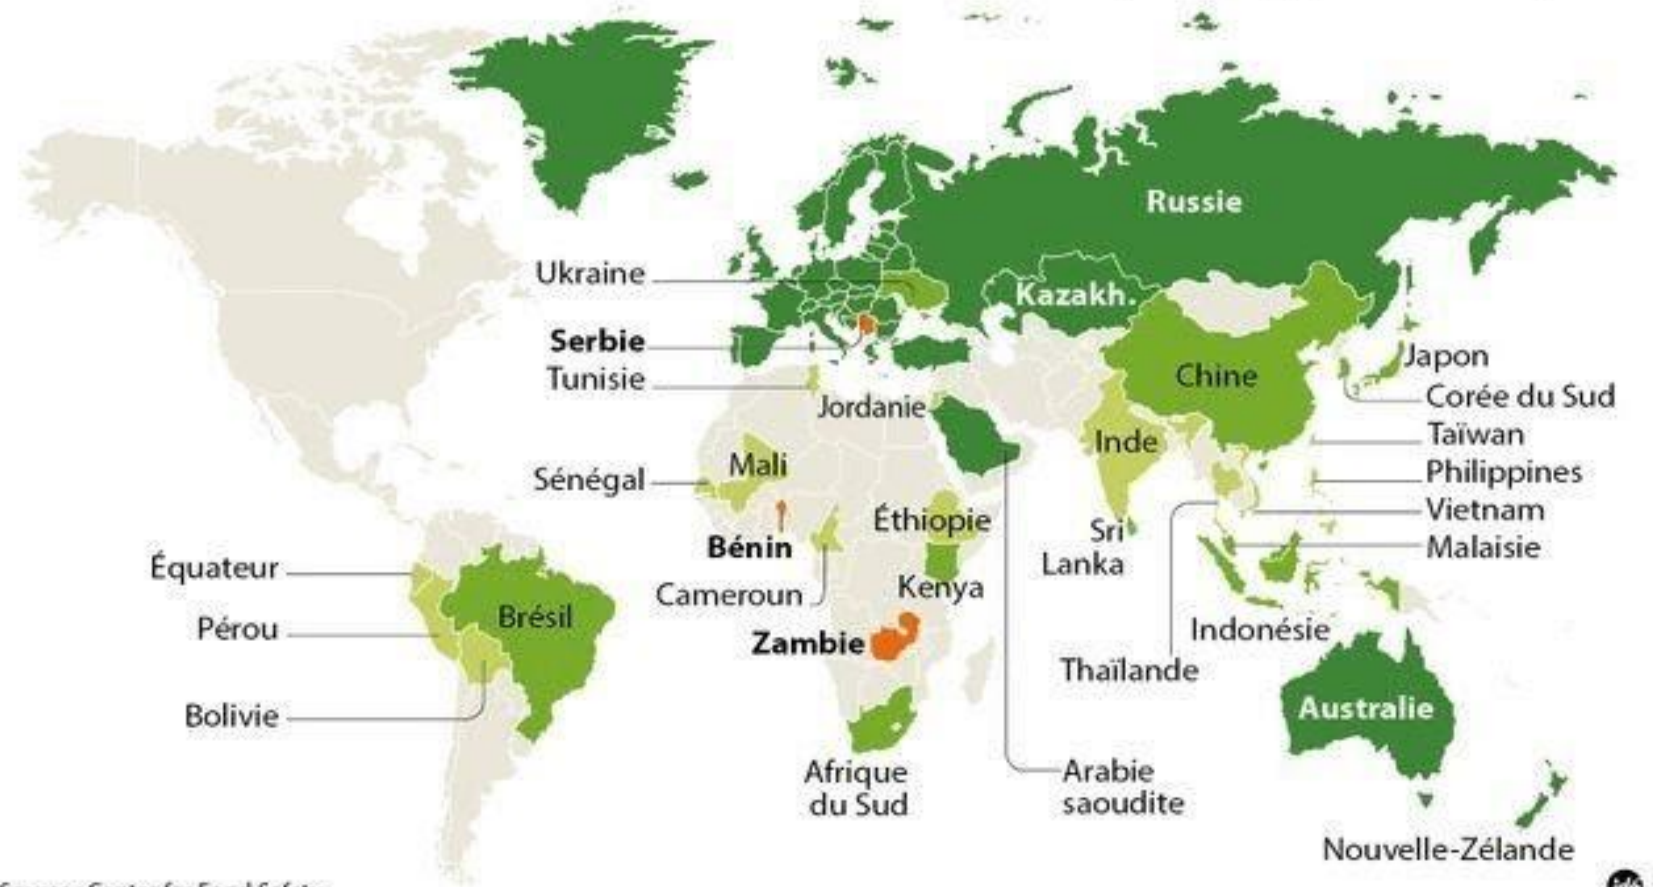 Russie
Ukraine
Kazakh.
Serbie
Japon
Tunisie
Chine
Corée du Sud
Jordanie
Taïwan
Inde
Mali
Philippines
Sénégal
Vietnam
Éthiopie
Sri
Lanka
Bénin
Malaisie
Équateur
Kenya
Cameroun
Brésil
Pérou
Indonésie
Zambie
Thaïlande
Bolivie
Australie
Afrique
du Sud
Arabie
saoudite
Nouvelle-Zélande